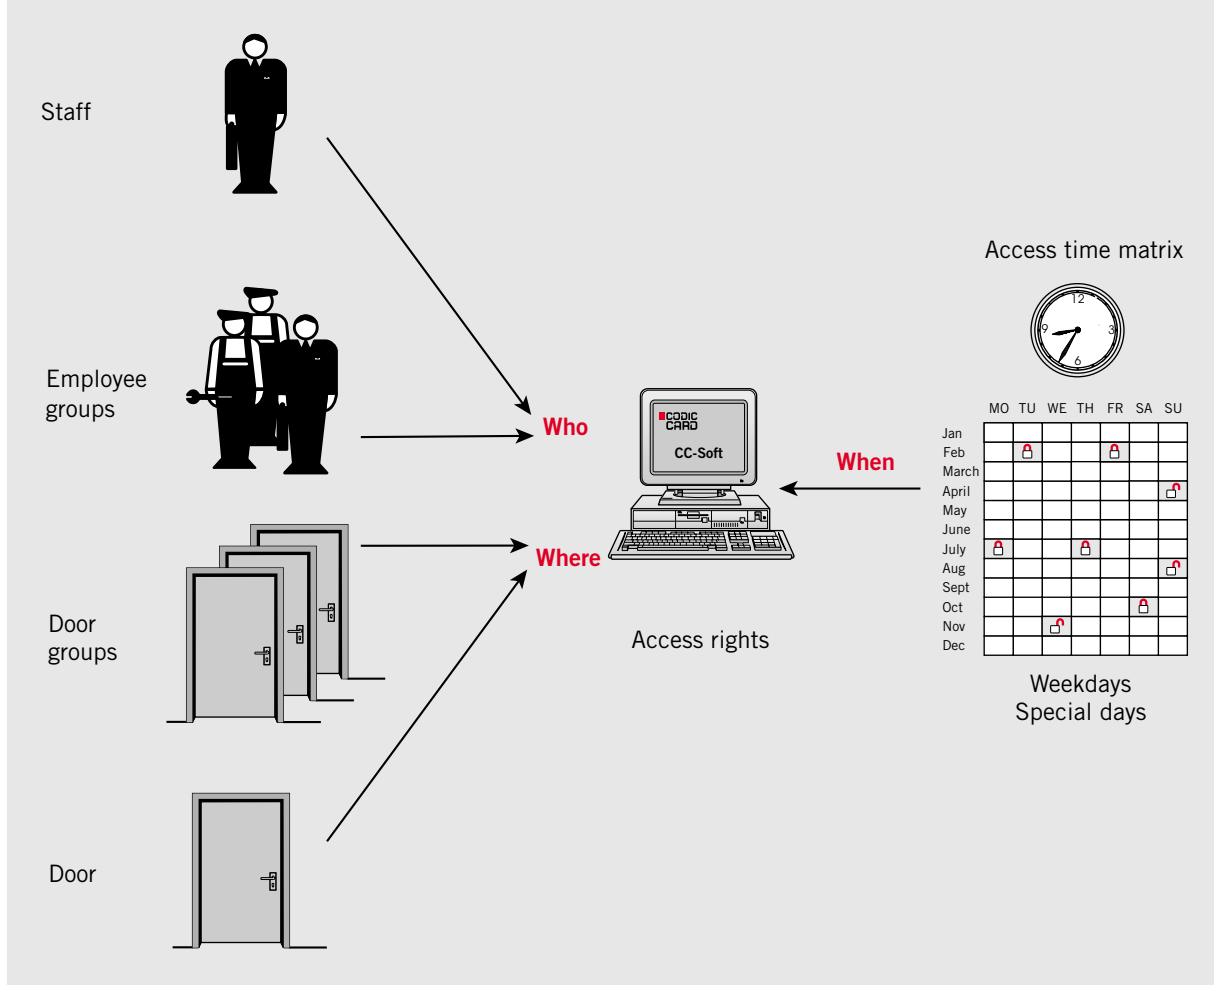 Staff
Employee
groups
Door
groups
Door
Who
Where
CODIC
CARD
CC-Soft
Access rights
When
Access time matrix
12
9 3
6
MO TU WE TH FR SA SU
Jan
Feb
March
April
May
June
July
Aug
Sept
Oct
Nov
Dec
Weekdays
Special days